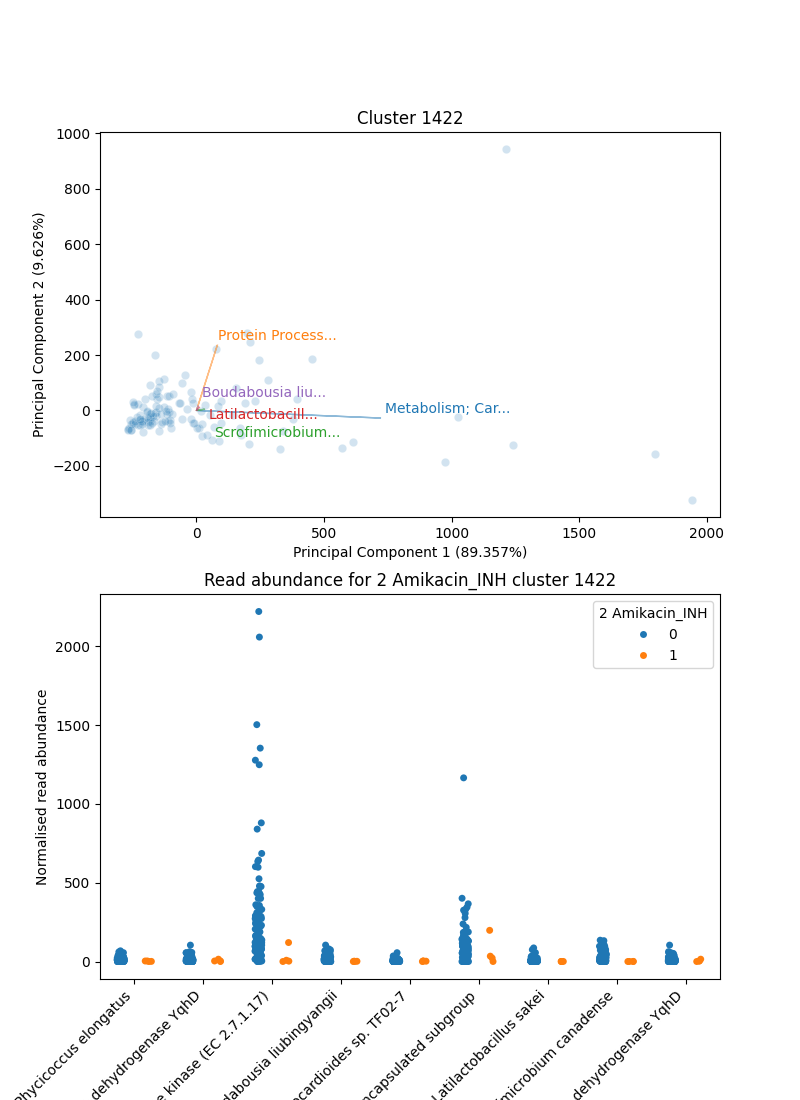 Cluster 1422
1000
800
600
400
200
0
−200
Principal Component 2 (9.626%)
Protein Process...
Boudabousia liu...
Metabolism; Car...
Latilactobacill...
Scrofimicrobium...
0 500 1000 1500 2000
Principal Component 1 (89.357%)
Read abundance for 2 Amikacin_INH cluster 1422
2 Amikacin_INH
0
1
2000
1500
1000
500
0
Normalised read abundance
Phycicoccus elongatus
dehydrogenase YqhD
e kinase (EC 2.7.1.17)
dabousia liubingyangii
ocardioides sp. TF02-7
ncapsulated subgroup
Latilactobacillus sakei
imicrobium canadense
dehydrogenase YqhD